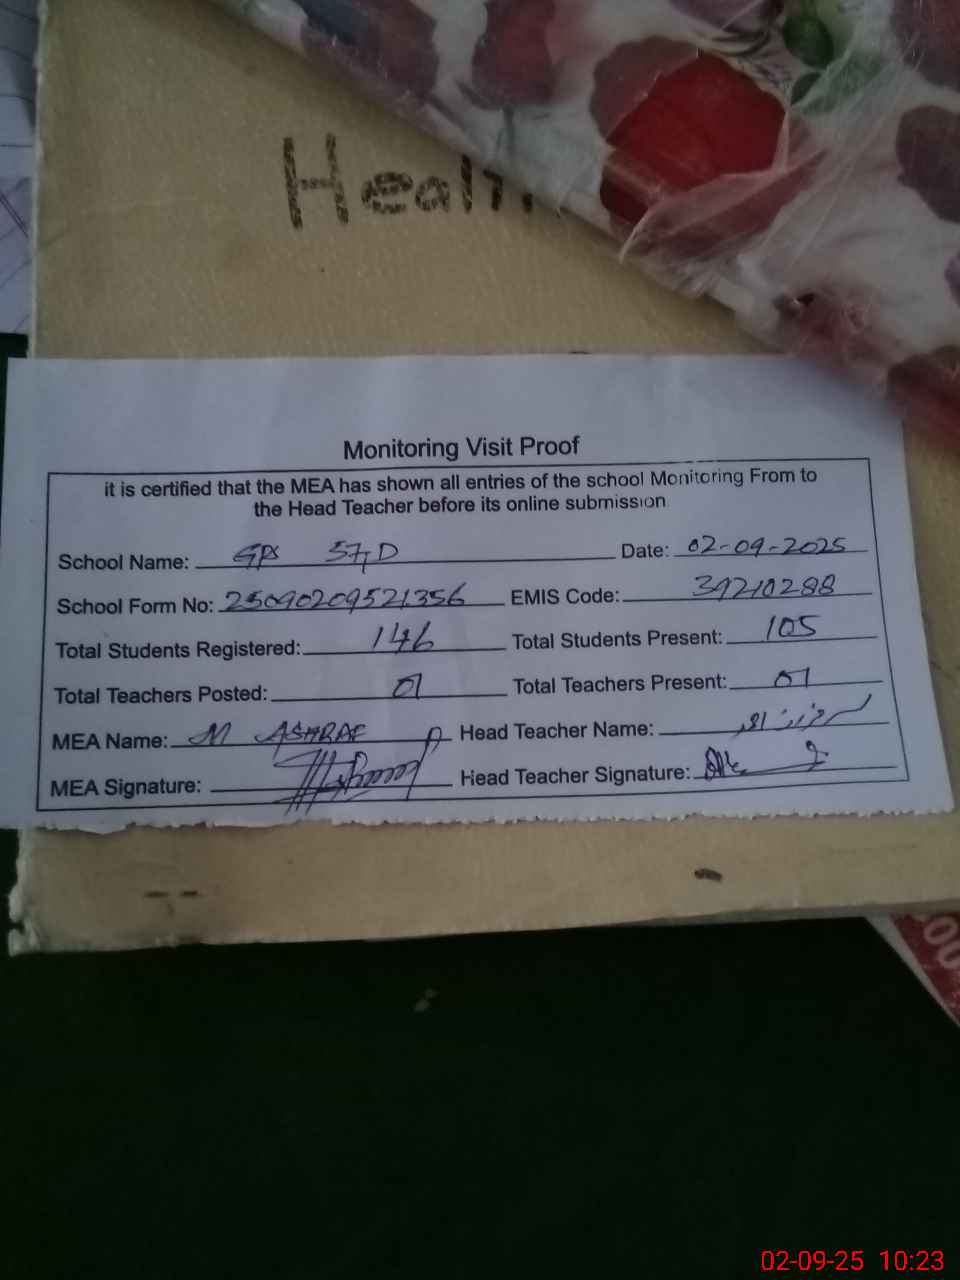 Health
Monitoring Visit Proof
it is certified that the MEA has shown all entries of the school Monitoring From to
the Head Teacher before its online submission
School Name: GPS 57/D Date: 02-09-2025
School Form No: 25090209521356 EMIS Code: 39210288
Total Students Registered: 146 Total Students Present: 105
Total Teachers Posted: 01 Total Teachers Present: 01
MEA Name: M ASHRAF Head Teacher Name:
MEA Signature: Head Teacher Signature:
02-09-25 10:23